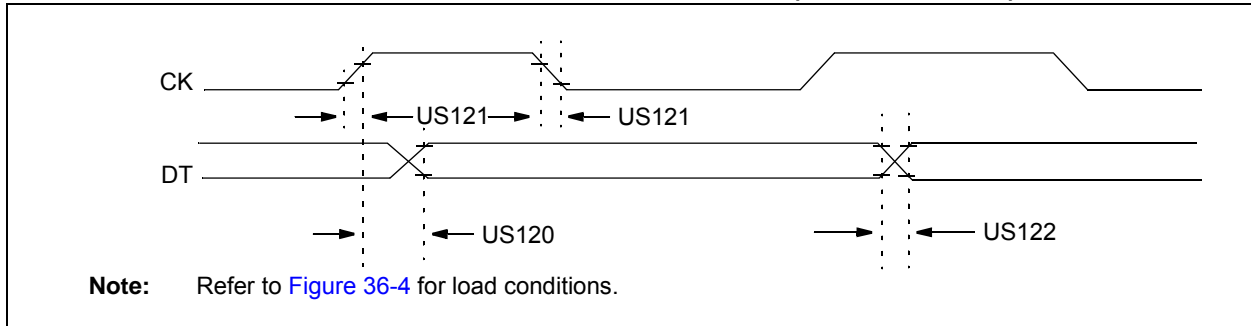 CK
US121
US121
DT
US120
US122
Note: Refer to Figure 36-4 for load conditions.